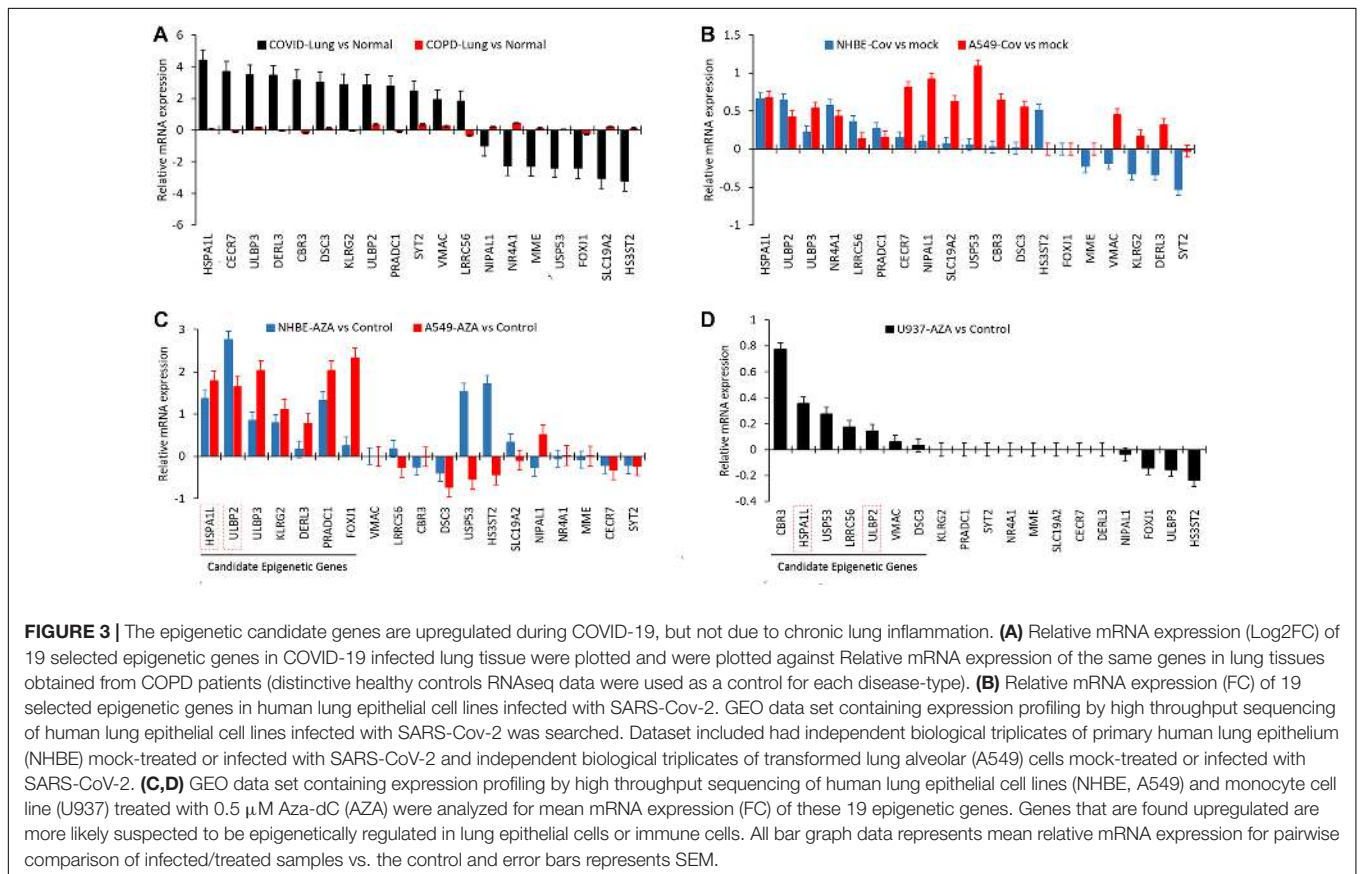 A
COVID-Lung vs Normal
COPD-Lung vs Normal
Relative mRNA expression
6
4
2
0
-2
-4
-6
HSPA1L
CECR7
ULBP3
DERL3
CBR3
DSC3
KLRG2
ULBP2
PRADC1
SYT2
VMAC
LRRC56
NIPAL1
NR4A1
MME
USP53
FOXJ1
SLC19A2
HS3ST2
B
NHBE-Cov vs mock
A549-Cov vs mock
Relative mRNA expression
1.5
1
0.5
0
-0.5
-1
HSPA1L
ULBP2
ULBP3
NR4A1
LRRC56
PRADC1
CECR7
NIPAL1
SLC19A2
USP53
CBR3
DSC3
HS3ST2
FOXJ1
MME
VMAC
KLRG2
DERL3
SYT2
C
NHBE-AZA vs Control
A549-AZA vs Control
Relative mRNA expression
3
2
1
0
-1
HSPA1L
ULBP2
ULBP3
KLRG2
DERL3
PRADC1
FOXJ1
VMAC
LRRC56
CBR3
DSC3
USP53
HS3ST2
SLC19A2
NIPAL1
NR4A1
MME
CECR7
SYT2
Candidate Epigenetic Genes
D
U937-AZA vs Control
Relative mRNA expression
1
0.8
0.6
0.4
0.2
0
-0.2
-0.4
CBR3
HSPA1L
USP53
LRRC56
ULBP2
VMAC
DSC3
KLRG2
PRADC1
SYT2
NR4A1
MME
SLC19A2
CECR7
DERL3
NIPAL1
FOXJ1
ULBP3
HS3ST2
Candidate Epigenetic Genes
FIGURE 3 | The epigenetic candidate genes are upregulated during COVID-19, but not due to chronic lung inflammation. (A) Relative mRNA expression (Log2FC) of
19 selected epigenetic genes in COVID-19 infected lung tissue were plotted and were plotted against Relative mRNA expression of the same genes in lung tissues
obtained from COPD patients (distinctive healthy controls RNAseq data were used as a control for each disease-type). (B) Relative mRNA expression (FC) of 19
selected epigenetic genes in human lung epithelial cell lines infected with SARS-Cov-2. GEO data set containing expression profiling by high throughput sequencing
of human lung epithelial cell lines infected with SARS-Cov-2 was searched. Dataset included had independent biological triplicates of primary human lung epithelium
(NHBE) mock-treated or infected with SARS-CoV-2 and independent biological triplicates of transformed lung alveolar (A549) cells mock-treated or infected with
SARS-CoV-2. (C,D) GEO data set containing expression profiling by high throughput sequencing of human lung epithelial cell lines (NHBE, A549) and monocyte cell
line (U937) treated with 0.5 μM Aza-dC (AZA) were analyzed for mean mRNA expression (FC) of these 19 epigenetic genes. Genes that are found upregulated are
more likely suspected to be epigenetically regulated in lung epithelial cells or immune cells. All bar graph data represents mean relative mRNA expression for pairwise
comparison of infected/treated samples vs. the control and error bars represents SEM.